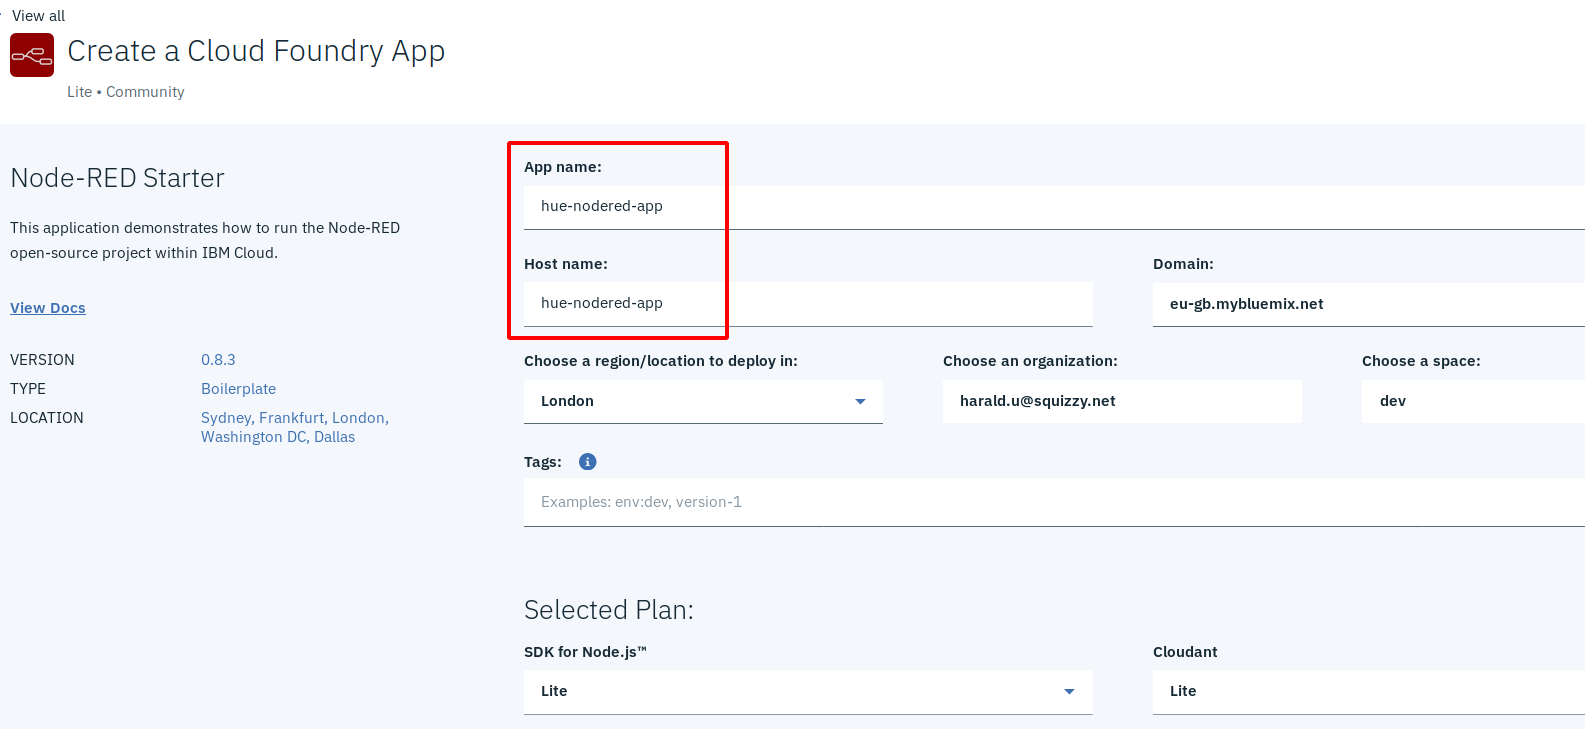 View all
Create a Cloud Foundry App
Lite • Community
Node-RED Starter
This application demonstrates how to run the Node-RED
open-source project within IBM Cloud.
View Docs
VERSION 0.8.3
TYPE Boilerplate
LOCATION Sydney, Frankfurt, London,
Washington DC, Dallas
App name:
hue-nodered-app
Host name: Domain:
hue-nodered-app eu-gb.mybluemix.net
Choose a region/location to deploy in: Choose an organization: Choose a space:
London harald.u@squizzy.net dev
Tags: i
Examples: env:dev, version-1
Selected Plan:
SDK for Node.js™ Cloudant
Lite Lite